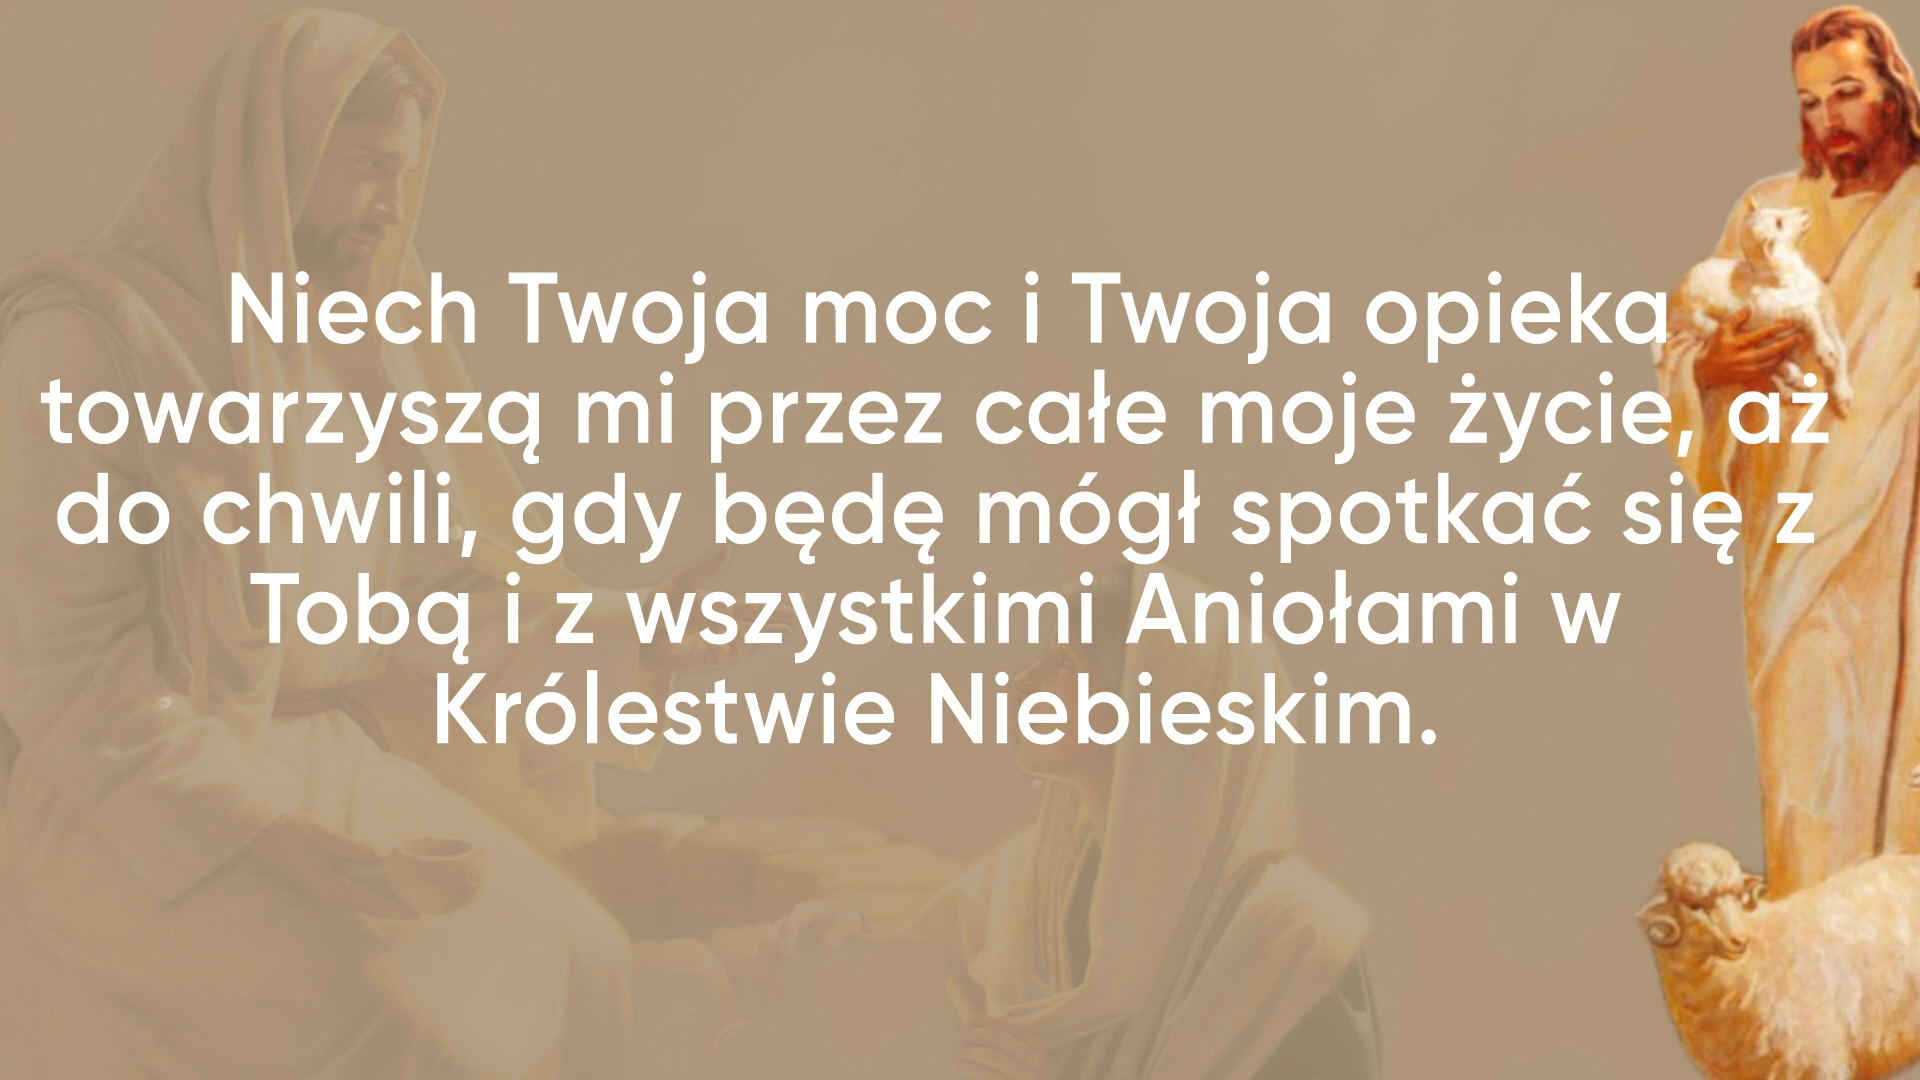 Niech Twoja moc i Twoja opieka
towarzyszą mi przez całe moje życie, aż
do chwili, gdy będę mógł spotkać się z
Tobą i z wszystkimi Aniołami w
Królestwie Niebieskim.